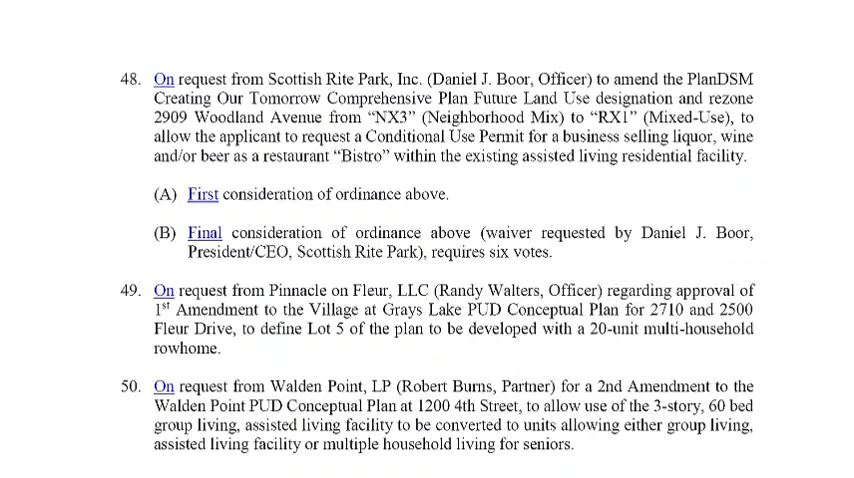 48. On request from Scottish Rite Park, Inc. (Daniel J. Boor, Officer) to amend the PlanDSM
Creating Our Tomorrow Comprehensive Plan Future Land Use designation and rezone
2909 Woodland Avenue from “NX3” (Neighborhood Mix) to “RX1” (Mixed-Use), to
allow the applicant to request a Conditional Use Permit for a business selling liquor, wine
and/or beer as a restaurant “Bistro” within the existing assisted living residential facility.
(A) First consideration of ordinance above.
(B) Final consideration of ordinance above (waiver requested by Daniel J. Boor,
President/CEO, Scottish Rite Park), requires six votes.
49. On request from Pinnacle on Fleur, LLC (Randy Walters, Officer) regarding approval of
1st Amendment to the Village at Grays Lake PUD Conceptual Plan for 2710 and 2500
Fleur Drive, to define Lot 5 of the plan to be developed with a 20-unit multi-household
rowhome.
50. On request from Walden Point, LP (Robert Burns, Partner) for a 2nd Amendment to the
Walden Point PUD Conceptual Plan at 1200 4th Street, to allow use of the 3-story, 60 bed
group living, assisted living facility to be converted to units allowing either group living,
assisted living facility or multiple household living for seniors.